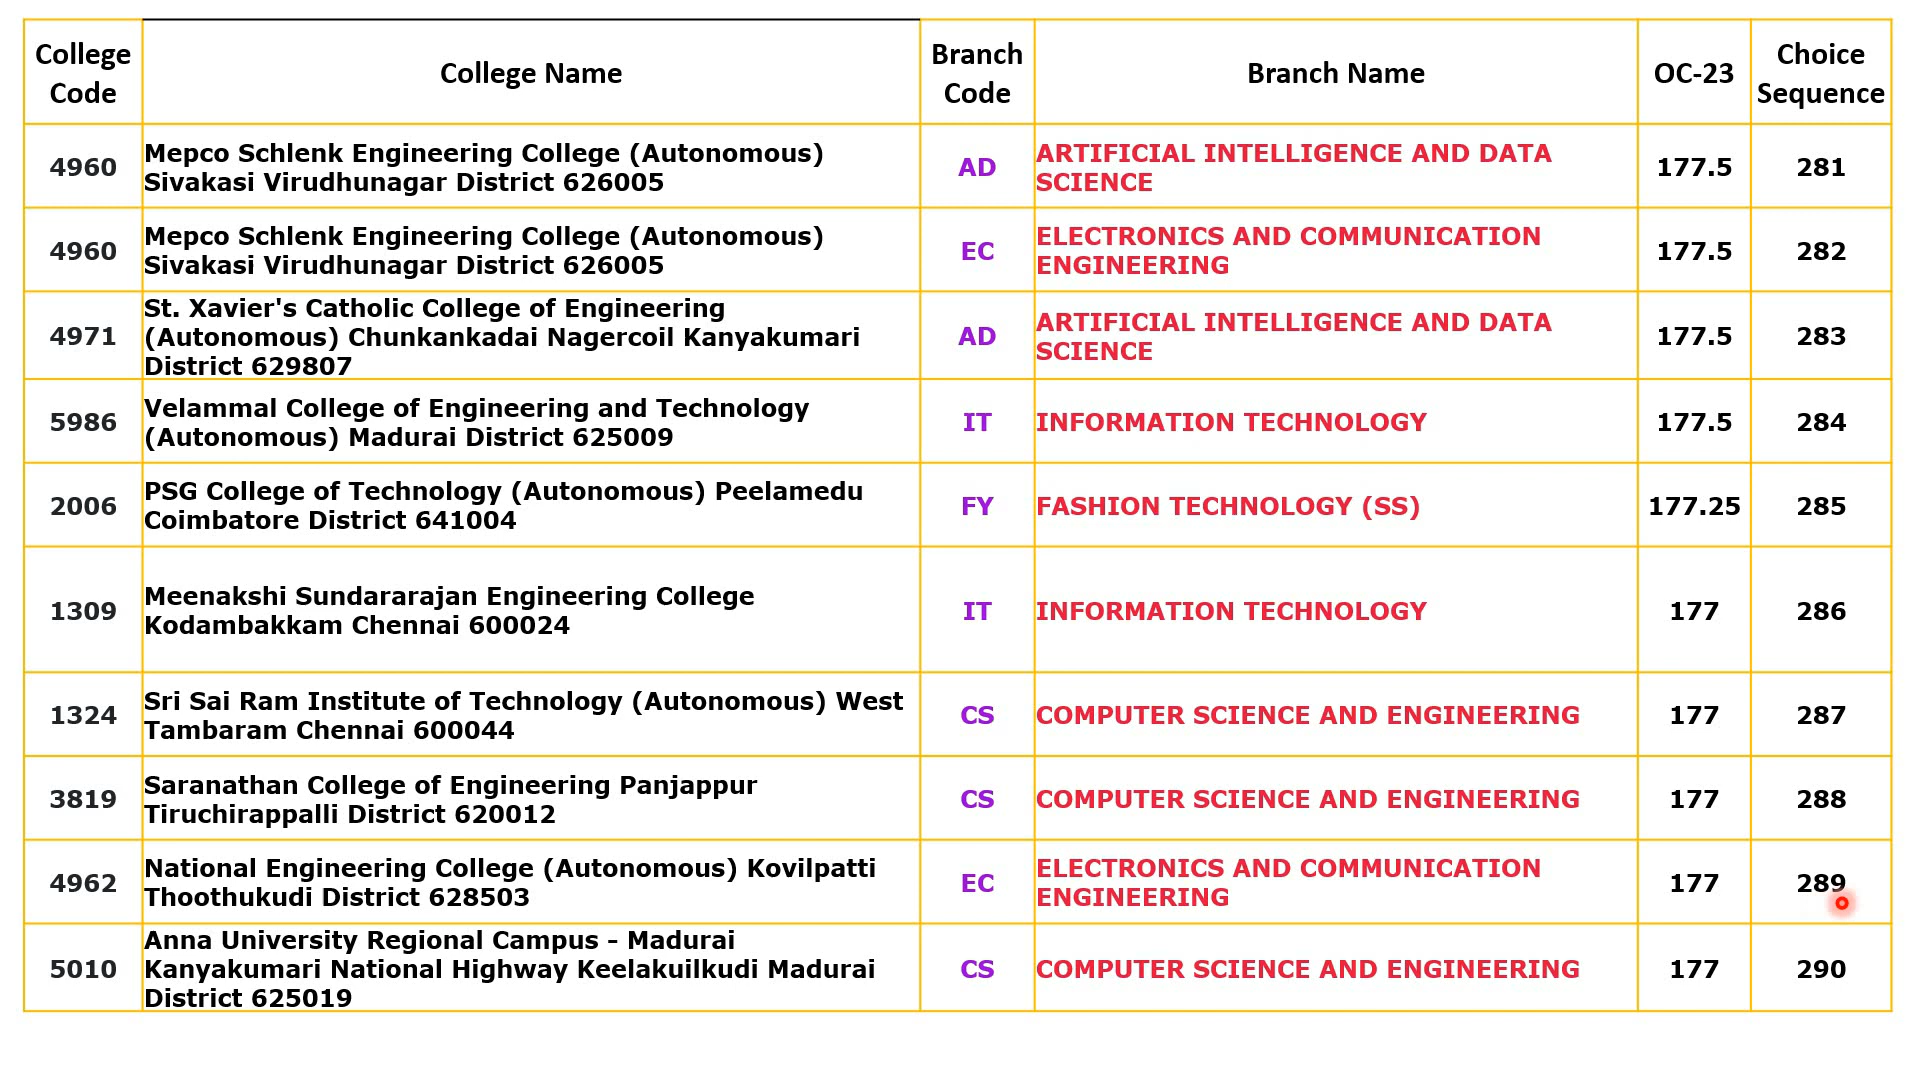 College Code
College Name
Branch Code
Branch Name
OC-23
Choice Sequence
4960
Mepco Schlenk Engineering College (Autonomous)
Sivakasi Virudhunagar District 626005
AD
ARTIFICIAL INTELLIGENCE AND DATA
SCIENCE
177.5
281
4960
Mepco Schlenk Engineering College (Autonomous)
Sivakasi Virudhunagar District 626005
EC
ELECTRONICS AND COMMUNICATION
ENGINEERING
177.5
282
4971
St. Xavier's Catholic College of Engineering
(Autonomous) Chunkankadai Nagercoil Kanyakumari
District 629807
AD
ARTIFICIAL INTELLIGENCE AND DATA
SCIENCE
177.5
283
5986
Velammal College of Engineering and Technology
(Autonomous) Madurai District 625009
IT
INFORMATION TECHNOLOGY
177.5
284
2006
PSG College of Technology (Autonomous) Peelamedu
Coimbatore District 641004
FY
FASHION TECHNOLOGY (SS)
177.25
285
1309
Meenakshi Sundararajan Engineering College
Kodambakkam Chennai 600024
IT
INFORMATION TECHNOLOGY
177
286
1324
Sri Sai Ram Institute of Technology (Autonomous) West
Tambaram Chennai 600044
CS
COMPUTER SCIENCE AND ENGINEERING
177
287
3819
Saranathan College of Engineering Panjappur
Tiruchirappalli District 620012
CS
COMPUTER SCIENCE AND ENGINEERING
177
288
4962
National Engineering College (Autonomous) Kovilpatti
Thoothukudi District 628503
EC
ELECTRONICS AND COMMUNICATION
ENGINEERING
177
289
5010
Anna University Regional Campus - Madurai
Kanyakumari National Highway Keelakuilkudi Madurai
District 625019
CS
COMPUTER SCIENCE AND ENGINEERING
177
290